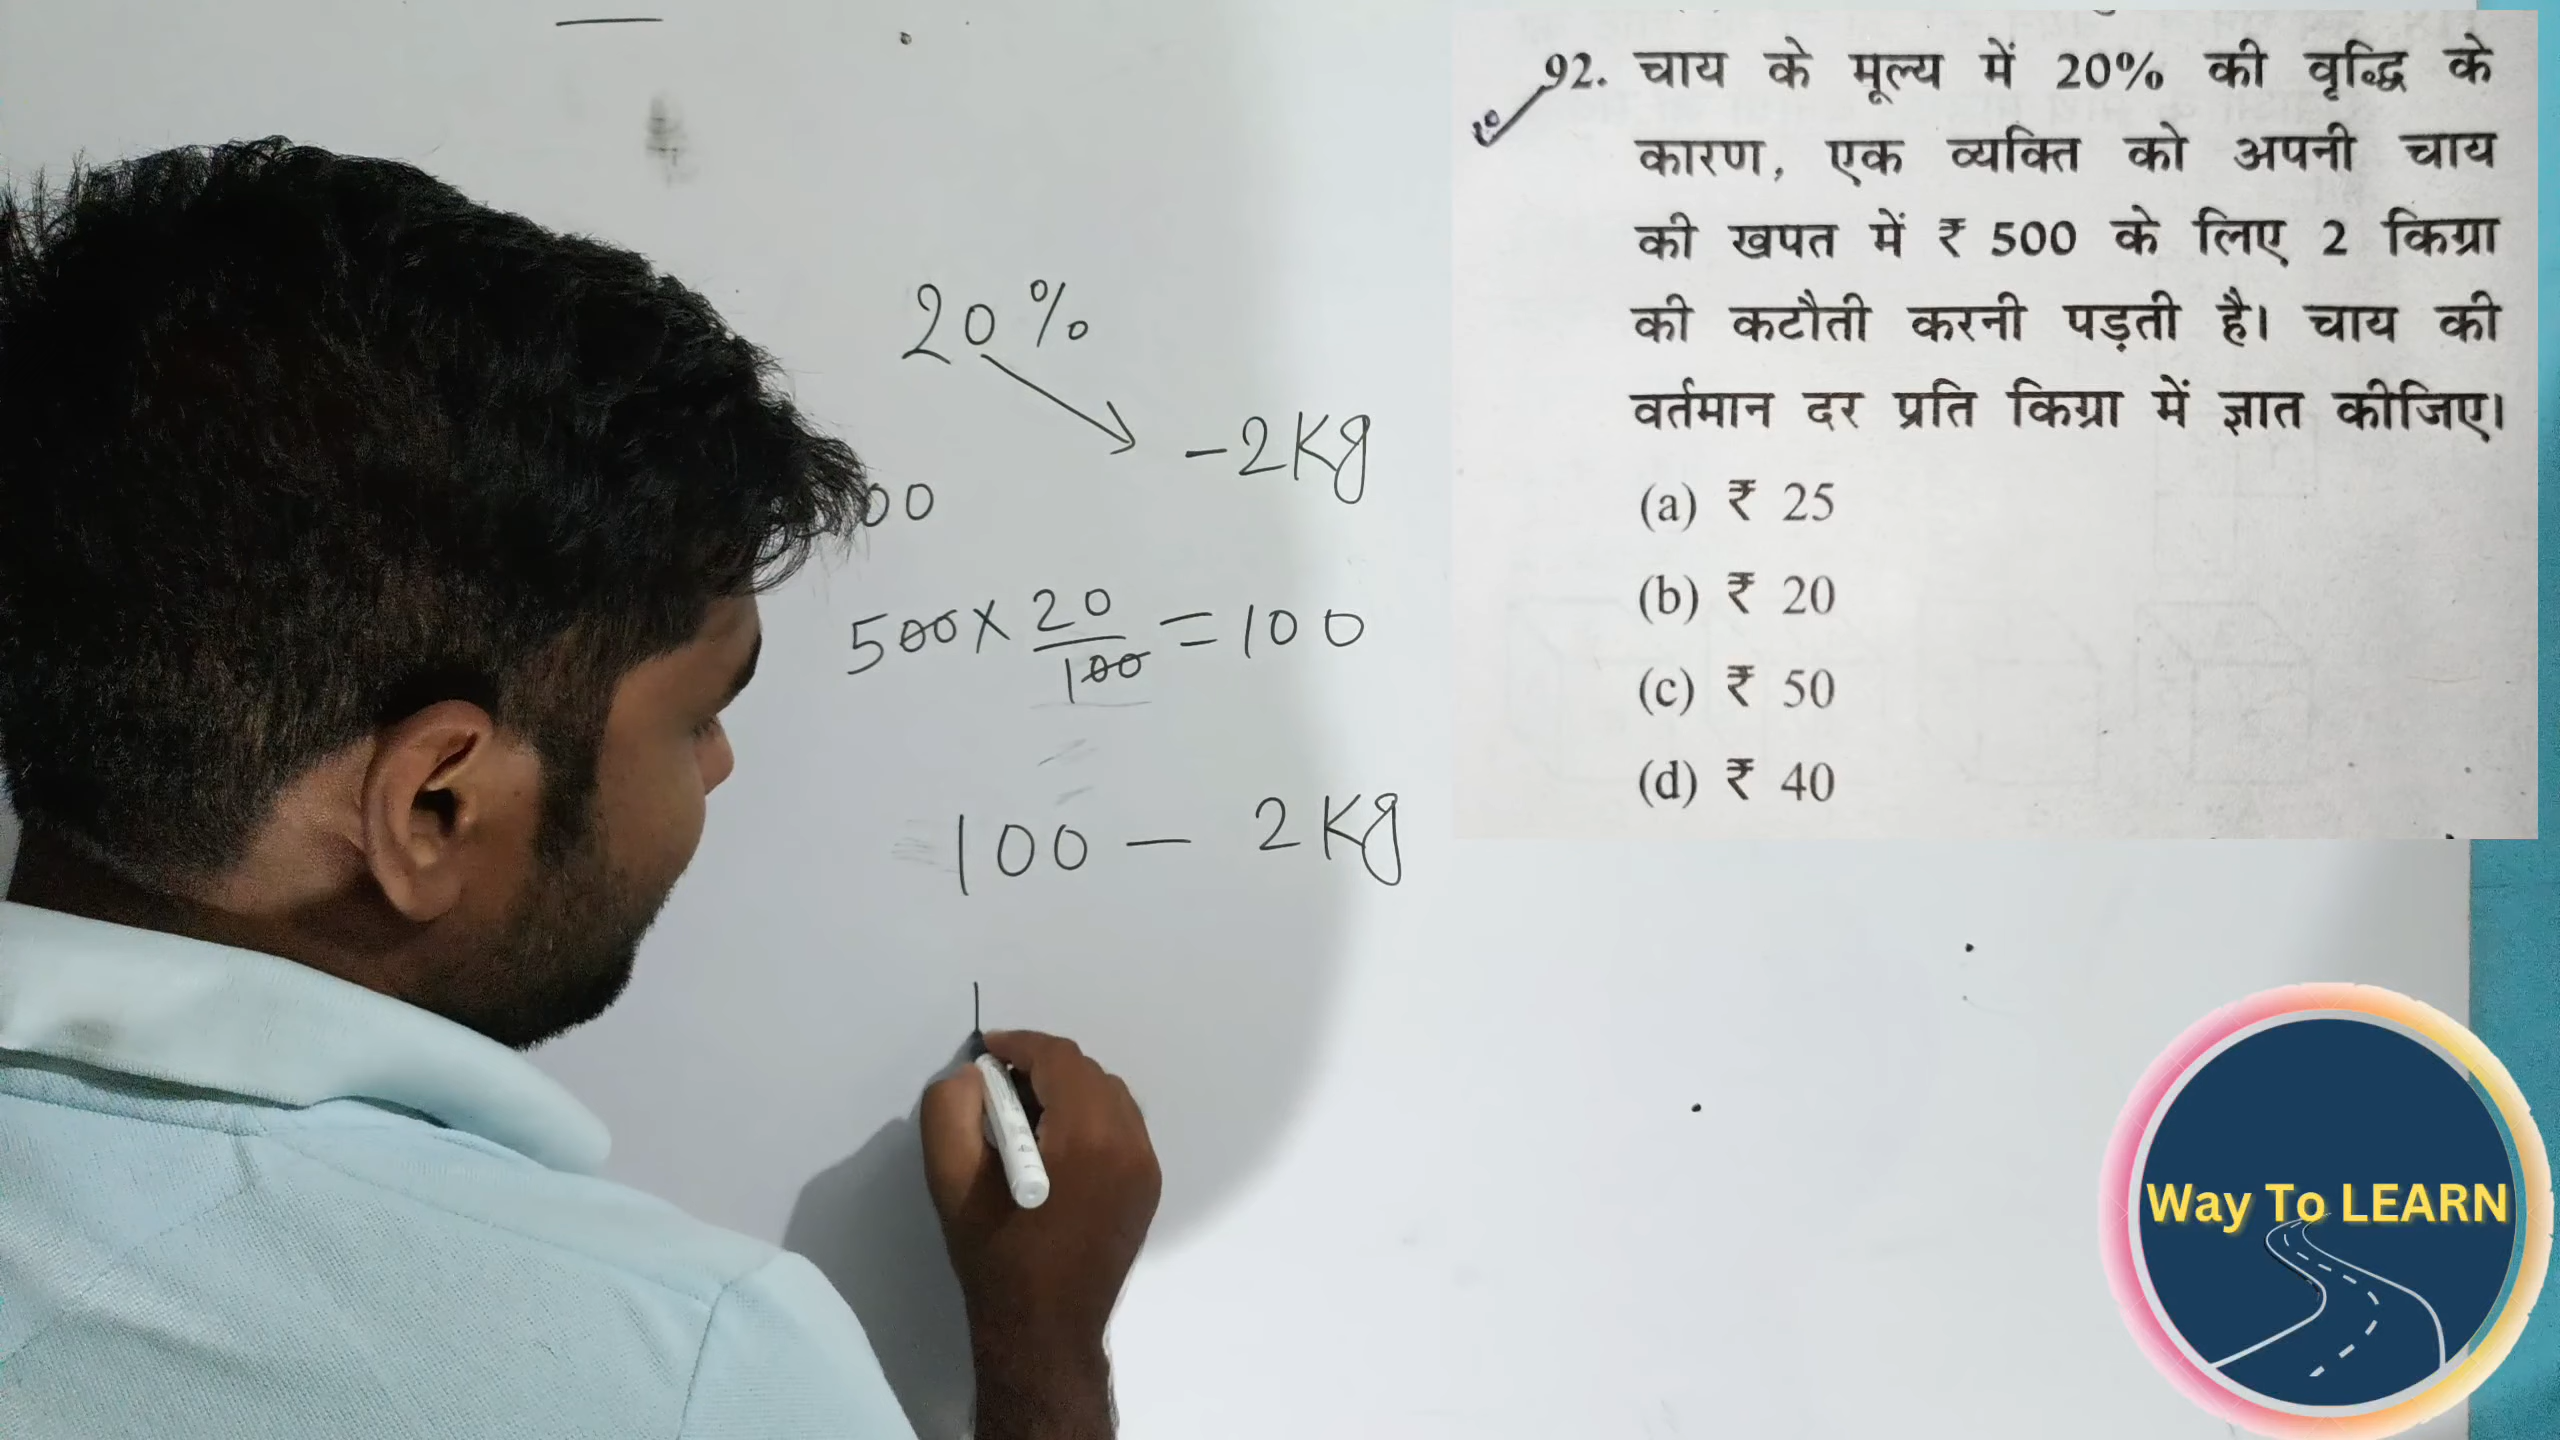 20%
-2Kg
00
500 × 20/100 = 100
100 - 2Kg
92. चाय के मूल्य में 20% की वृद्धि के
कारण, एक व्यक्ति को अपनी चाय
की खपत में ₹ 500 के लिए 2 किग्रा
की कटौती करनी पड़ती है। चाय की
वर्तमान दर प्रति किग्रा में ज्ञात कीजिए।
(a) ₹ 25
(b) ₹ 20
(c) ₹ 50
(d) ₹ 40
Way To LEARN